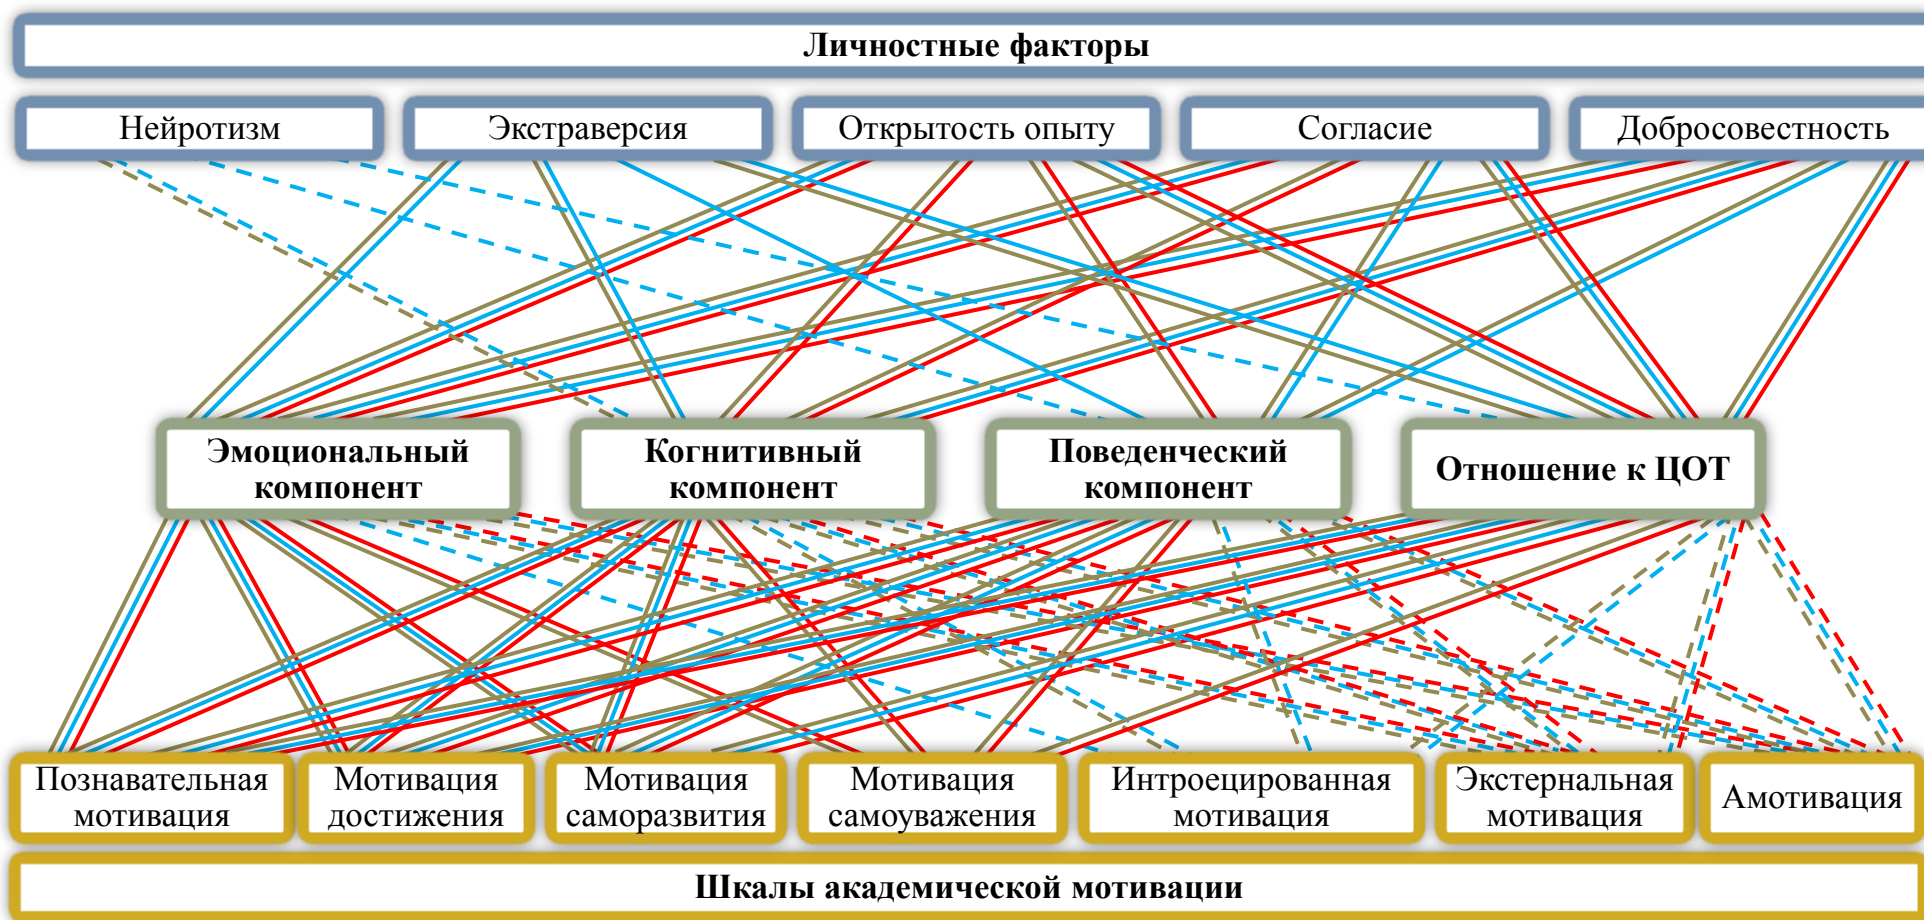 Личностные факторы
Нейротизм
Экстраверсия
Открытость опыту
Согласие
Добросовестность
Эмоциональный
компонент
Когнитивный
компонент
Поведенческий
компонент
Отношение к ЦОТ
Познавательная
мотивация
Мотивация
достижения
Мотивация
саморазвития
Мотивация
самоуважения
Интроецированная
мотивация
Экстернальная
мотивация
Амотивация
Шкалы академической мотивации